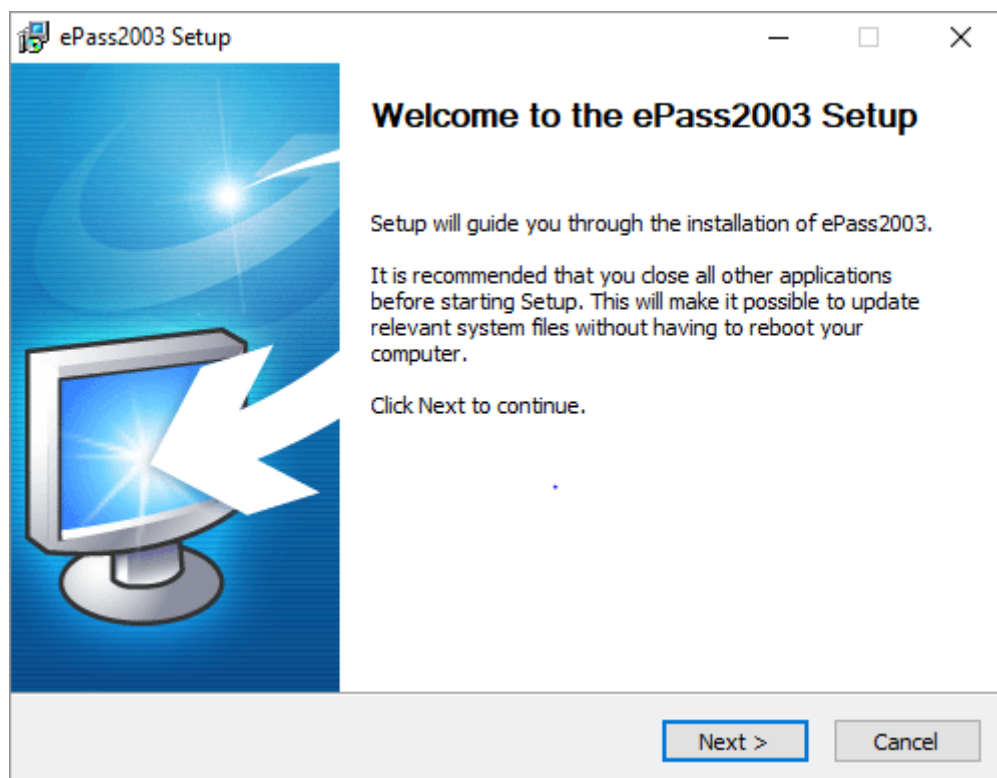 ePass2003 Setup
Welcome to the ePass2003 Setup
Setup will guide you through the installation of ePass2003.
It is recommended that you close all other applications
before starting Setup. This will make it possible to update
relevant system files without having to reboot your
computer.
Click Next to continue.
Next >
Cancel